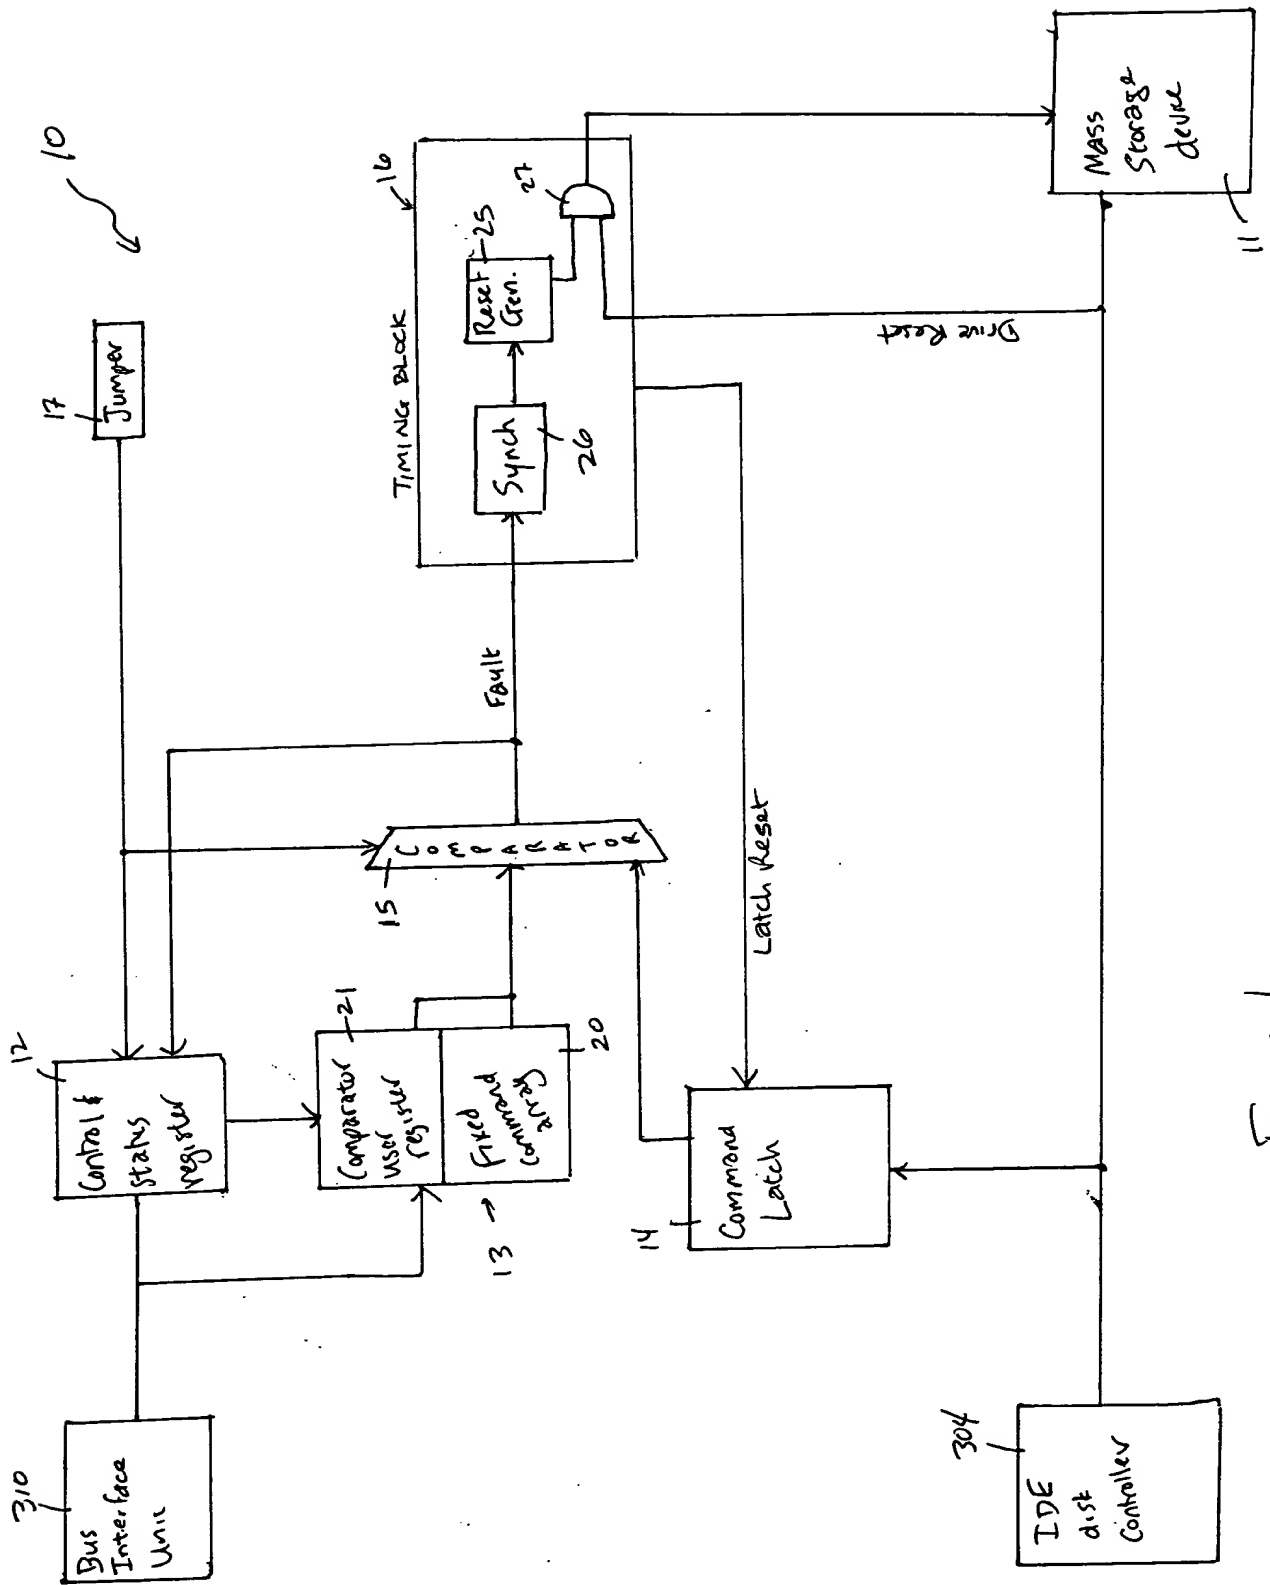 10
17
Jumper
12
Control &
status
register
310
Bus
Interface
Unit
21
Comparator
user
register
Fixed
command
array
20
13
15
COMPARATOR
Fault
TIMING BLOCK
16
Synch
26
Reset
Gen.
25
27
Latch Reset
Drive Reset
14
Command
Latch
304
IDE
disk
Controller
Mass
Storage
device
11